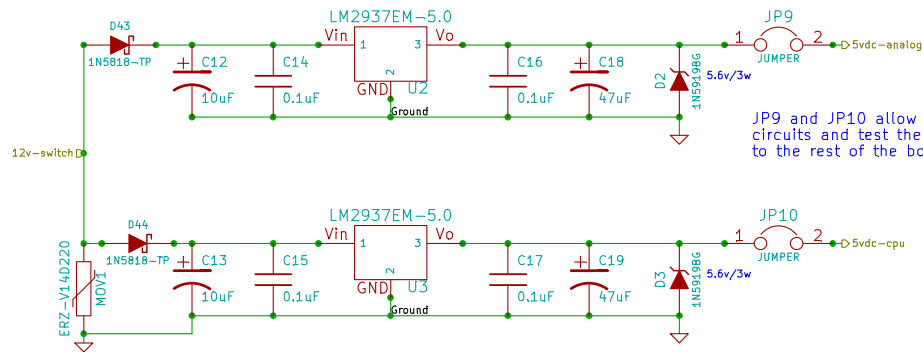 D43
1N5818-TP
C12
10uF
C14
0.1uF
LM2937EM-5.0
Vin
Vo
1
3
2
GND
U2
Ground
C16
0.1uF
C18
47uF
D2
1N5919BG
5.6v/3w
JP9
1
2
JUMPER
5vdc-analog
JP9 and JP10 allow
circuits and test the
to the rest of the bo
12v-switch
D44
1N5818-TP
ERZ-V14D220
MOV1
C13
10uF
C15
0.1uF
LM2937EM-5.0
Vin
Vo
1
3
2
GND
U3
Ground
C17
0.1uF
C19
47uF
D3
1N5919BG
5.6v/3w
JP10
1
2
JUMPER
5vdc-cpu